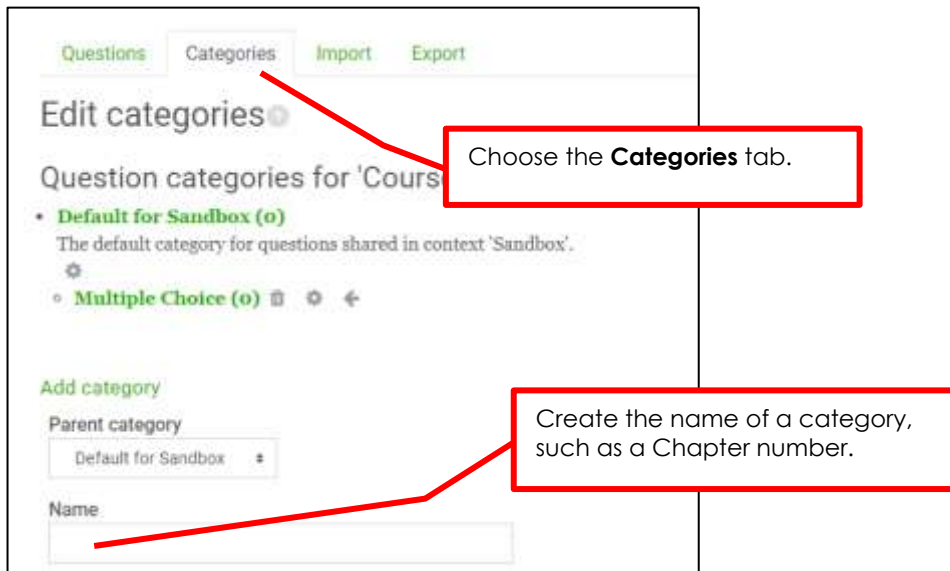 Questions Categories Import Export
Edit categories
Choose the Categories tab.
Question categories for 'Cours
Default for Sandbox (0)
The default category for questions shared in context 'Sandbox'.
Multiple Choice (0)
Add category
Parent category
Default for Sandbox
Create the name of a category,
such as a Chapter number.
Name